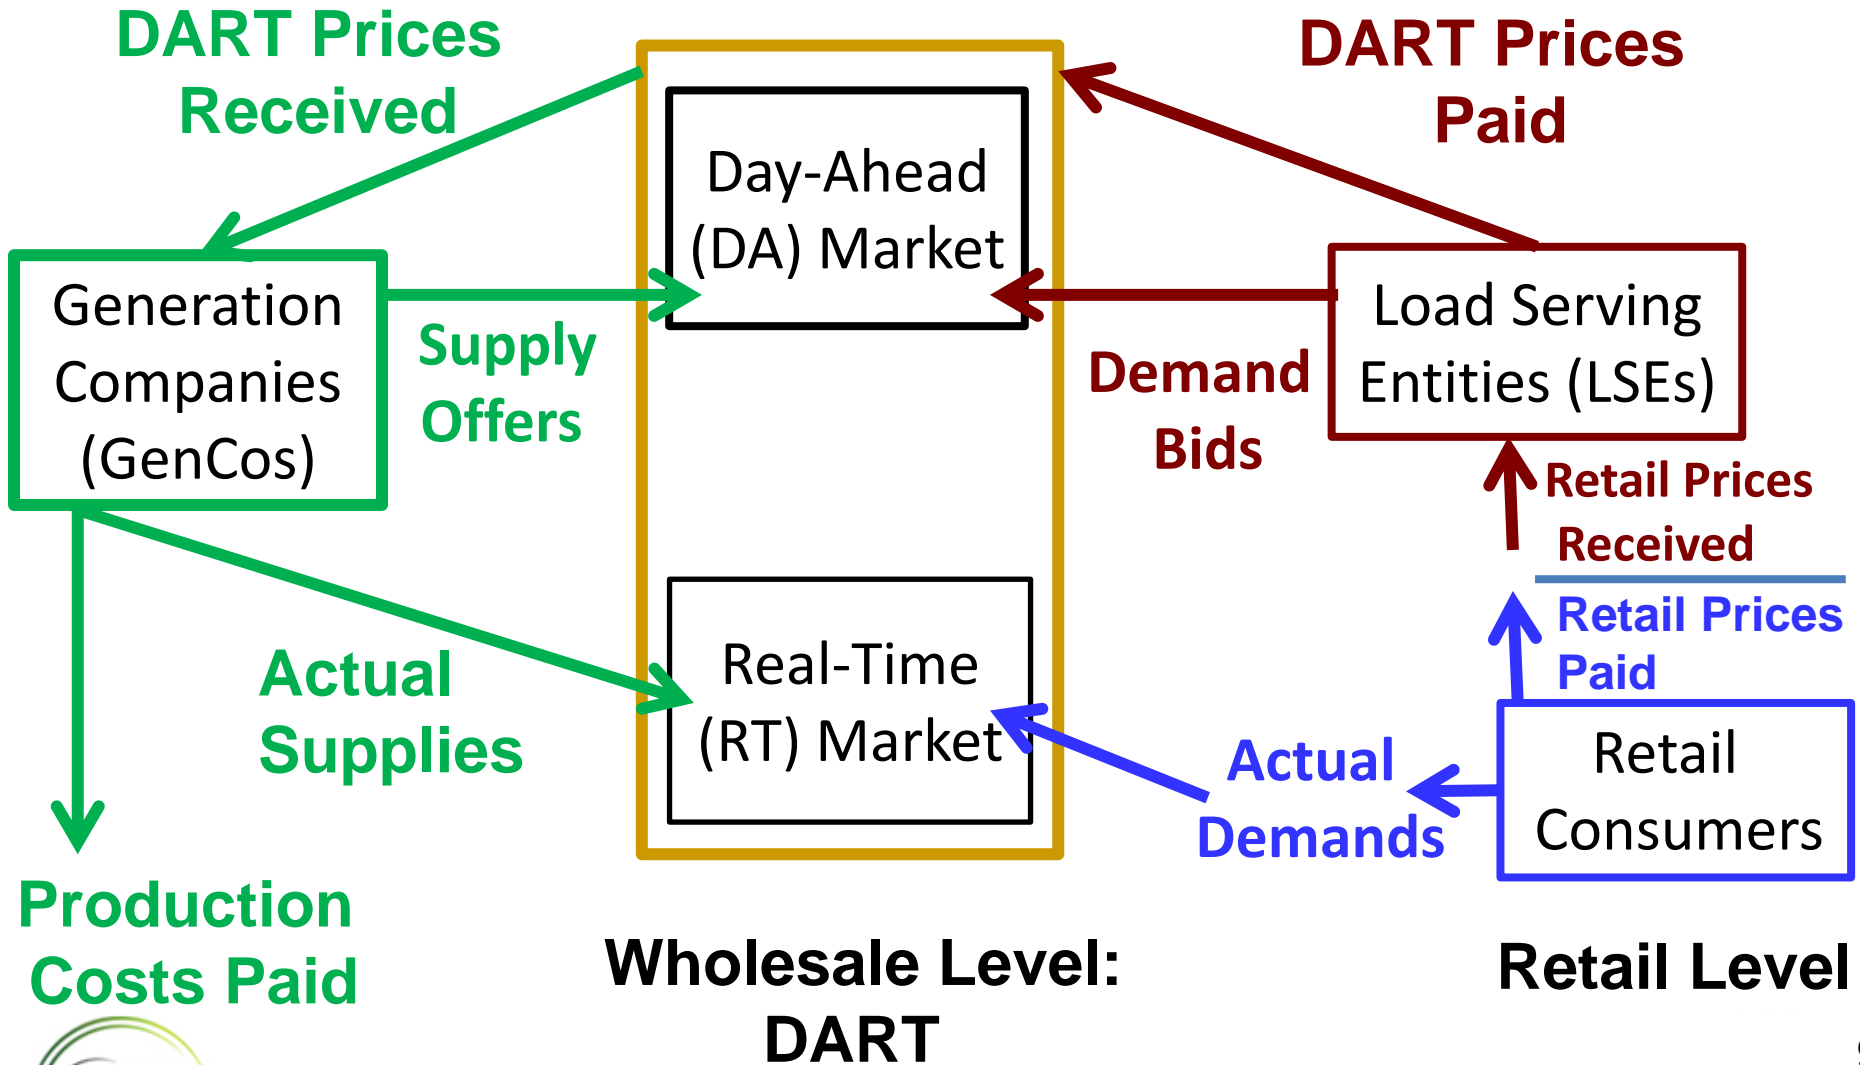 DART Prices
Received
DART Prices
Paid
Day-Ahead
(DA) Market
Generation
Companies
(GenCos)
Supply
Offers
Demand
Bids
Load Serving
Entities (LSEs)
Retail Prices
Received
Retail Prices
Paid
Actual
Supplies
Real-Time
(RT) Market
Actual
Demands
Retail
Consumers
Production
Costs Paid
Wholesale Level:
DART
Retail Level